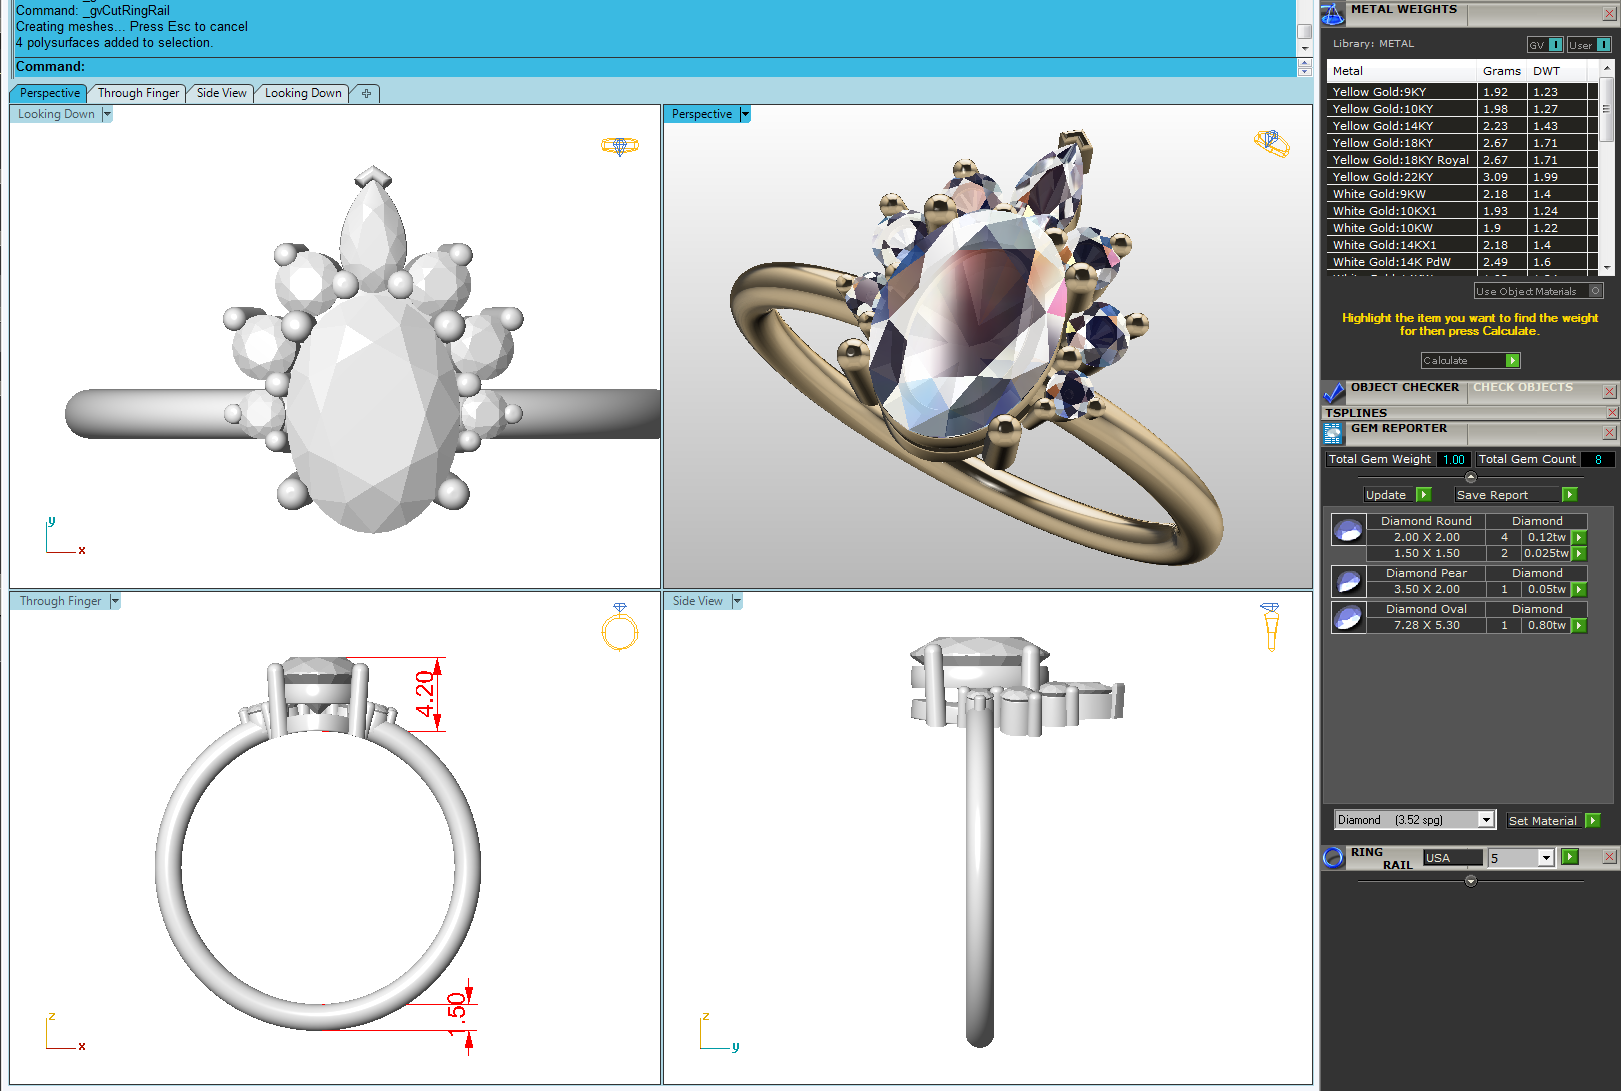 Command: _gvCutRingRail
Creating meshes... Press Esc to cancel
4 polysurfaces added to selection.
Command:
Perspective Through Finger Side View Looking Down
Looking Down
y
x
Perspective
Through Finger
4.20
1.50
z
x
Side View
z
y
METAL WEIGHTS
Library: METAL GV I User I
Metal Grams DWT
Yellow Gold:9KY 1.92 1.23
Yellow Gold:10KY 1.98 1.27
Yellow Gold:14KY 2.23 1.43
Yellow Gold:18KY 2.67 1.71
Yellow Gold:18KY Royal 2.67 1.71
Yellow Gold:22KY 3.09 1.99
White Gold:9KW 2.18 1.4
White Gold:10KX1 1.93 1.24
White Gold:10KW 1.9 1.22
White Gold:14KX1 2.18 1.4
White Gold:14K PdW 2.49 1.6
Use Object Materials O
Highlight the item you want to find the weight
for then press Calculate.
Calculate
OBJECT CHECKER CHECK OBJECTS
TSPLINES
GEM REPORTER
Total Gem Weight 1.00 Total Gem Count 8
Update Save Report
Diamond Round Diamond
2.00 X 2.00 4 0.12tw
1.50 X 1.50 2 0.025tw
Diamond Pear Diamond
3.50 X 2.00 1 0.05tw
Diamond Oval Diamond
7.28 X 5.30 1 0.80tw
Diamond (3.52 spg) Set Material
RING RAIL USA 5